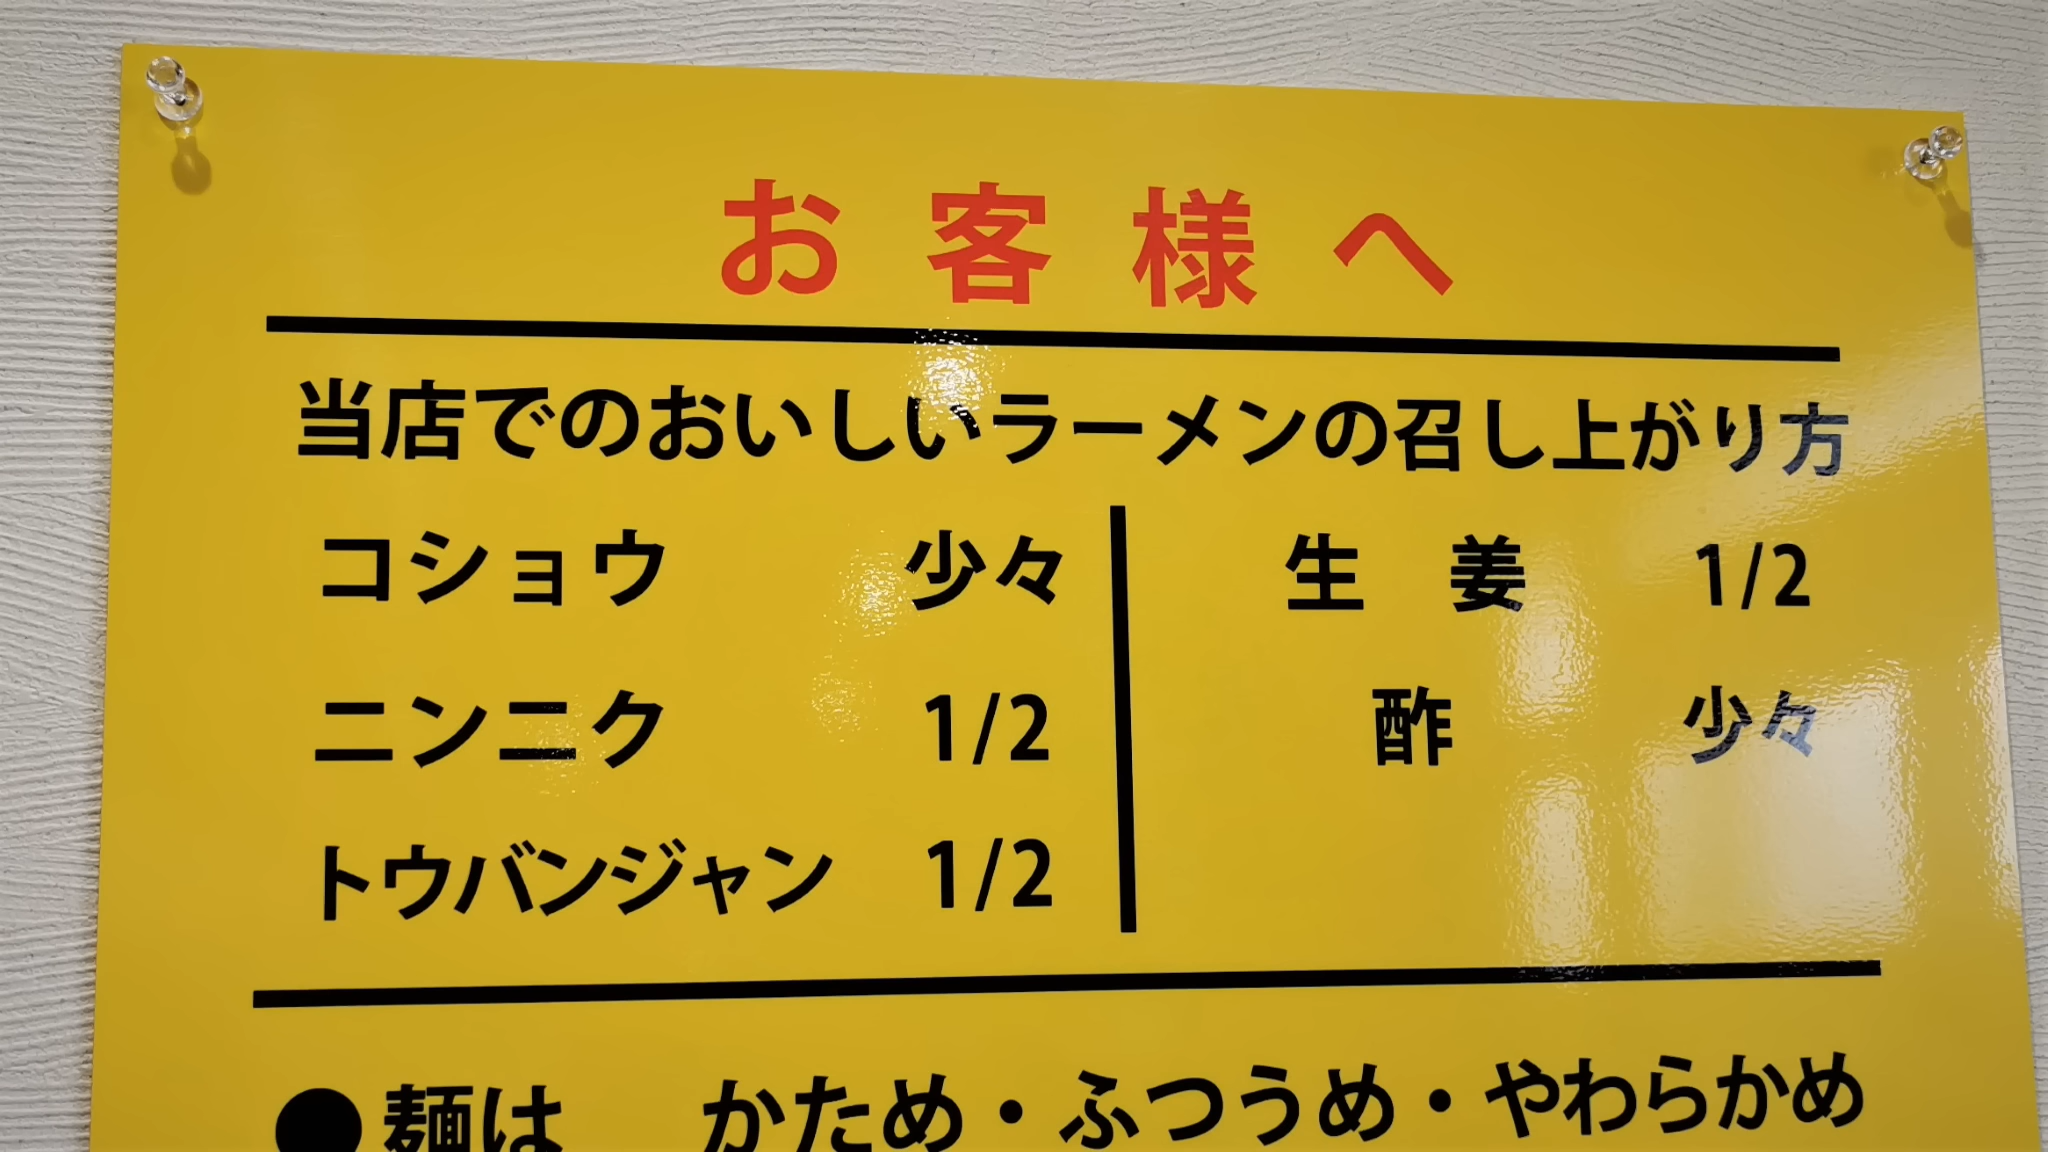 お客様へ
当店でのおいしいラーメンの召し上がり方
コショウ 少々
ニンニク 1/2
トウバンジャン 1/2
生姜 1/2
酢 少々
●麺は かため・ふつうめ・やわらかめ